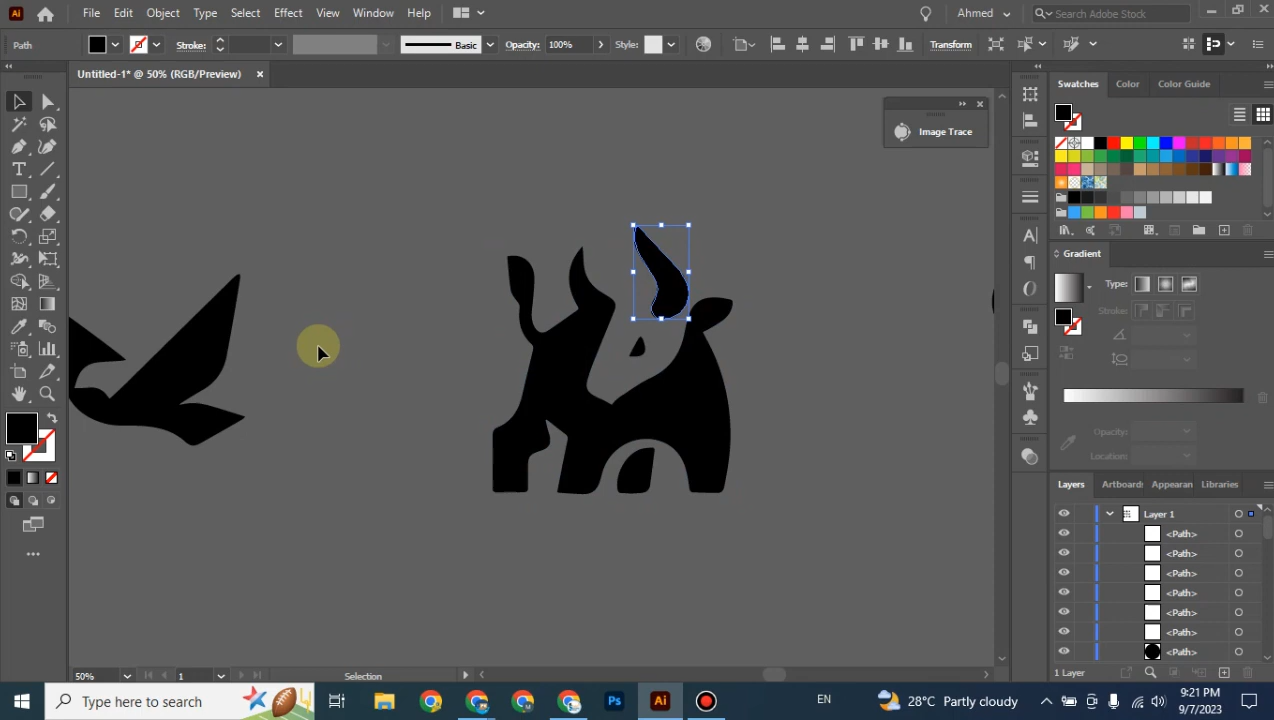 Ai File Edit Object Type Select Effect View Window Help Ahmed Search Adobe Stock
Path Stroke: Basic Opacity: 100% Style: Transform
Untitled-1* @ 50% (RGB/Preview)
Swatches Color Color Guide
Image Trace
Gradient
Type:
Stroke:
Opacity:
Location:
Layers Artboard Appearan Libraries
Layer 1
<Path>
<Path>
<Path>
<Path>
<Path>
<Path>
<Path>
50% 1 Selection
1 Layer
Type here to search Ps Ai EN 28°C Partly cloudy 9:21 PM
9/7/2023